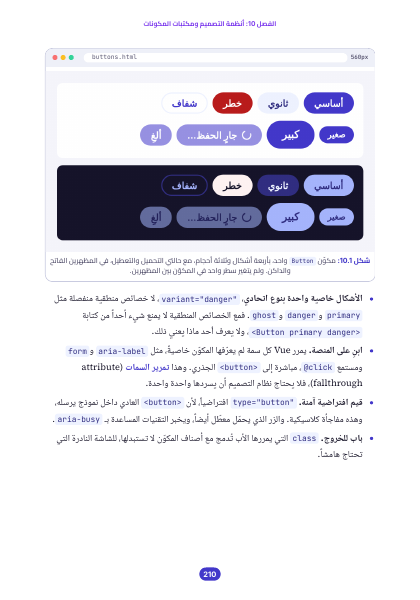 الفصل 10: أنظمة التصميم ومكتبات المكونات
buttons.html
560px
أساسي ثانوي خطر شفاف
صغير كبير جارٍ الحفظ... ألغِ
أساسي ثانوي خطر شفاف
صغير كبير جارٍ الحفظ... ألغِ
شكل 10.1: مكوّن Button واحد، بأربعة أشكال وثلاثة أحجام، مع حالتي التحميل والتعطيل، في المظهرين الفاتح
والداكن. ولم يتغير سطر واحد في المكوّن بين المظهرين.
• الأشكال خاصية واحدة بنوع اتحادي، variant="danger"، لا خصائص منطقية منفصلة مثل
primary و danger و ghost. فمع الخصائص المنطقية لا يمنع شيء أحداً من كتابة
<Button primary danger>، ولا يعرف أحد ماذا يعني ذلك.
• ابنِ على المنصة. يمرر Vue كل سمة لم يعرّفها المكوّن خاصيةً، مثل aria-label و form
ومستمع @click، مباشرة إلى <button> الجذري. وهذا تمرير السمات (attribute
fallthrough)، فلا يحتاج نظام التصميم أن يسردها واحدة واحدة.
• قيم افتراضية آمنة. type="button" افتراضياً، لأن <button> العادي داخل نموذج يرسله،
وهذه مفاجأة كلاسيكية. والزر الذي يحمّل معطّل أيضاً، ويخبر التقنيات المساعدة بـ aria-busy.
• باب للخروج. class التي يمررها الأب تُدمج مع أصناف المكوّن لا تستبدلها، للشاشة النادرة التي
تحتاج هامشاً.
210